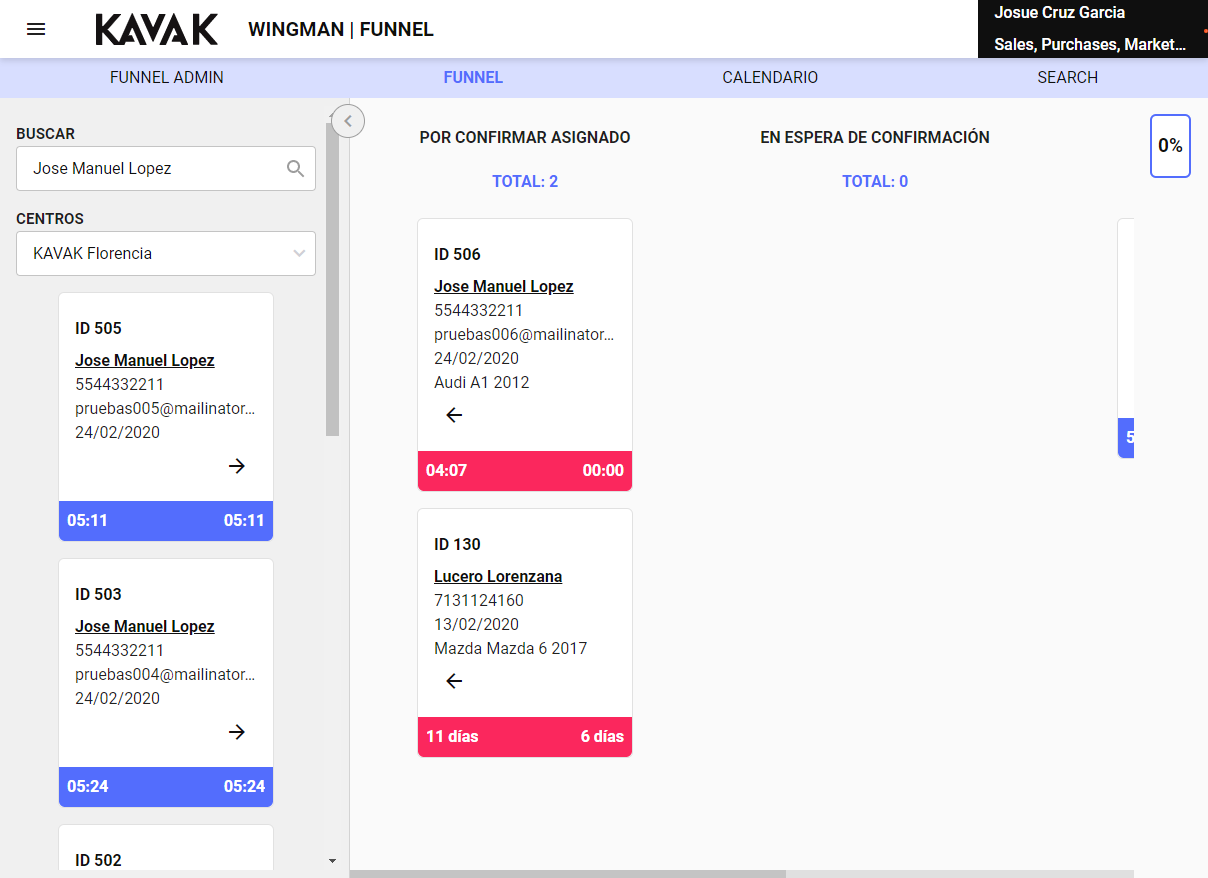 KAVAK
WINGMAN | FUNNEL
Josue Cruz Garcia
Sales, Purchases, Market...
FUNNEL ADMIN
FUNNEL
CALENDARIO
SEARCH
BUSCAR
Jose Manuel Lopez
CENTROS
KAVAK Florencia
ID 505
Jose Manuel Lopez
5544332211
pruebas005@mailinator...
24/02/2020
05:11 05:11
ID 503
Jose Manuel Lopez
5544332211
pruebas004@mailinator...
24/02/2020
05:24 05:24
ID 502
POR CONFIRMAR ASIGNADO
TOTAL: 2
ID 506
Jose Manuel Lopez
5544332211
pruebas006@mailinator...
24/02/2020
Audi A1 2012
04:07 00:00
ID 130
Lucero Lorenzana
7131124160
13/02/2020
Mazda Mazda 6 2017
11 días 6 días
EN ESPERA DE CONFIRMACIÓN
TOTAL: 0
0%